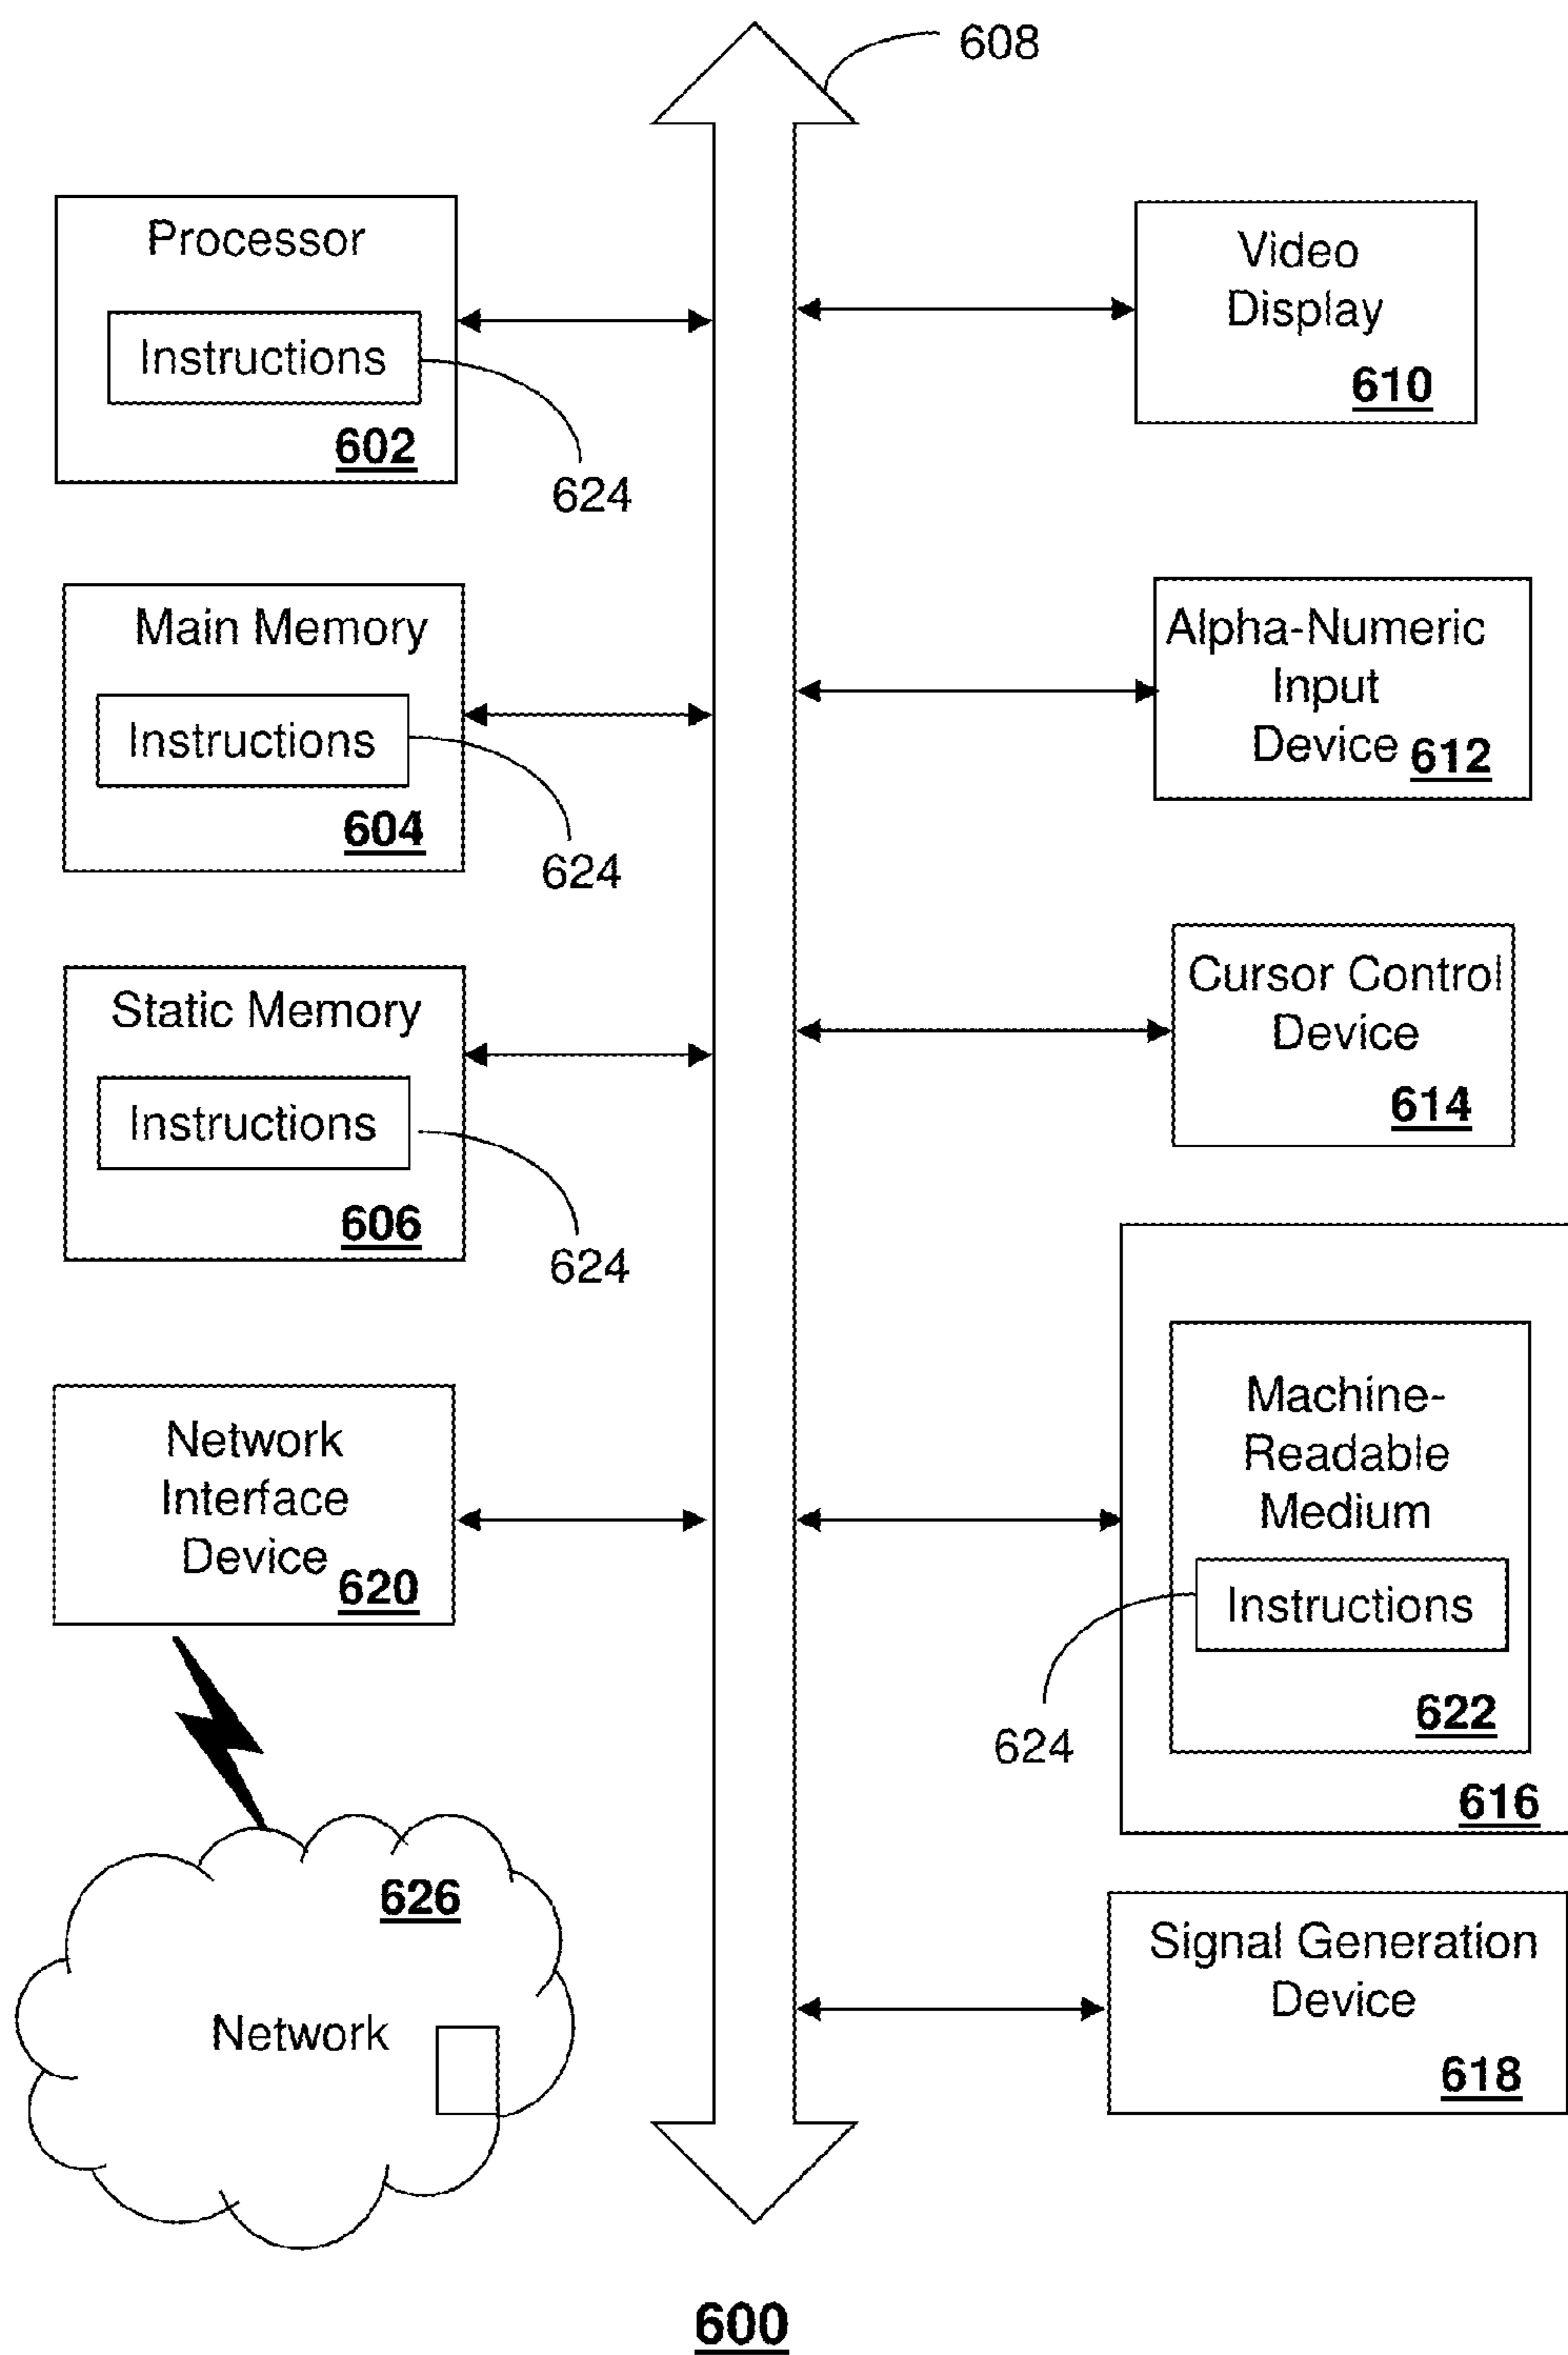 608
Processor
Instructions
602
624
Main Memory
Instructions
604
624
Static Memory
Instructions
606
624
Network
Interface
Device
620
626
Network
Video
Display
610
Alpha-Numeric
Input
Device
612
Cursor Control
Device
614
Machine-
Readable
Medium
Instructions
622
624
616
Signal Generation
Device
618
600